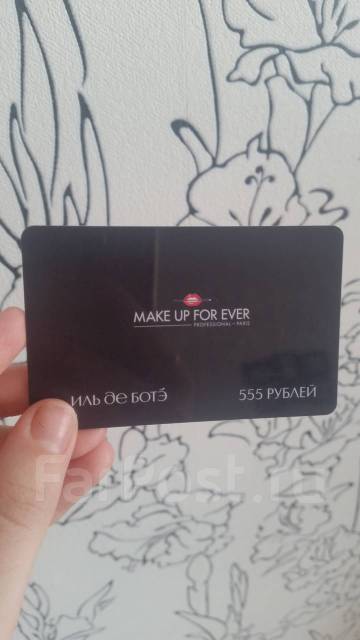 MAKE UP FOR EVER
PROFESSIONAL - PARIS
ИЛЬ де БОТЭ 555 РУБЛЕЙ
FarPost.ru